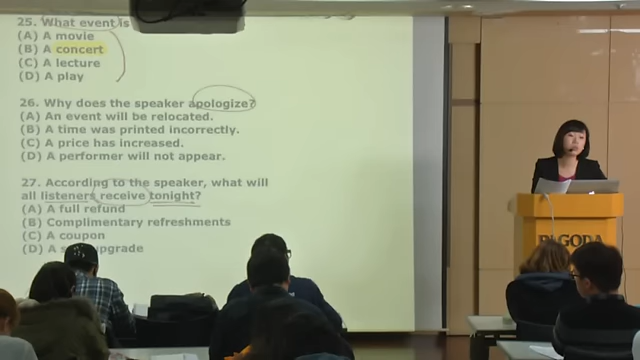 25. What event is
(A) A movie
(B) A concert
(C) A lecture
(D) A play
26. Why does the speaker apologize?
(A) An event will be relocated.
(B) A time was printed incorrectly.
(C) A price has increased.
(D) A performer will not appear.
27. According to the speaker, what will
all listeners receive tonight?
(A) A full refund
(B) Complimentary refreshments
(C) A coupon
(D) A upgrade
PAGODA